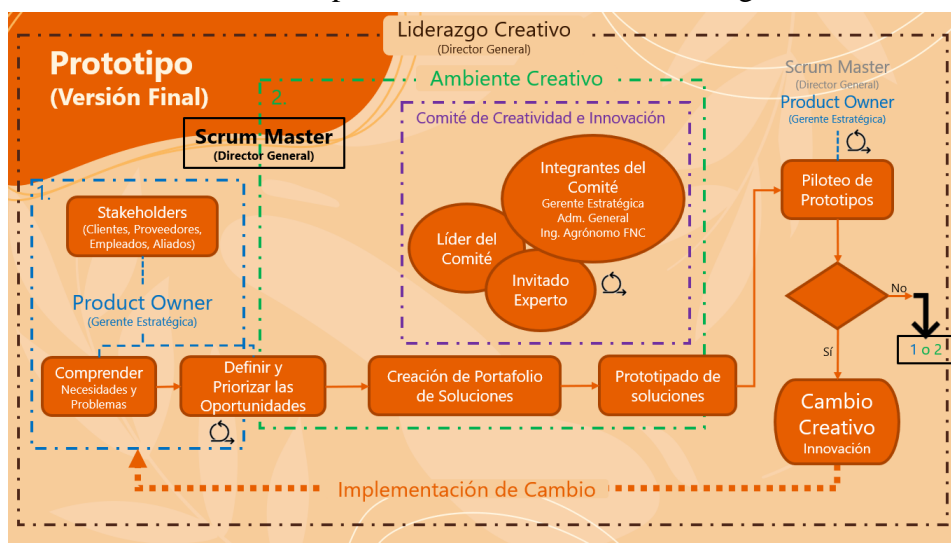 Liderazgo Creativo
(Director General)
Prototipo
(Versión Final)
Scrum Master
(Director General)
2.
Ambiente Creativo
Comité de Creatividad e Innovación
Integrantes del
Comité
Gerente Estratégica
Adm. General
Ing. Agrónomo FNC
Líder del
Comité
Invitado
Experto
1.
Stakeholders
(Clientes, Proveedores,
Empleados, Aliados)
Product Owner
(Gerente Estratégica)
Comprender
Necesidades y
Problemas
Definir y
Priorizar las
Oportunidades
Creación de Portafolio
de Soluciones
Prototipado de
soluciones
Scrum Master
(Director General)
Product Owner
(Gerente Estratégica)
Piloteo de
Prototipos
No
1 o 2
Sí
Cambio
Creativo
Innovación
Implementación de Cambio